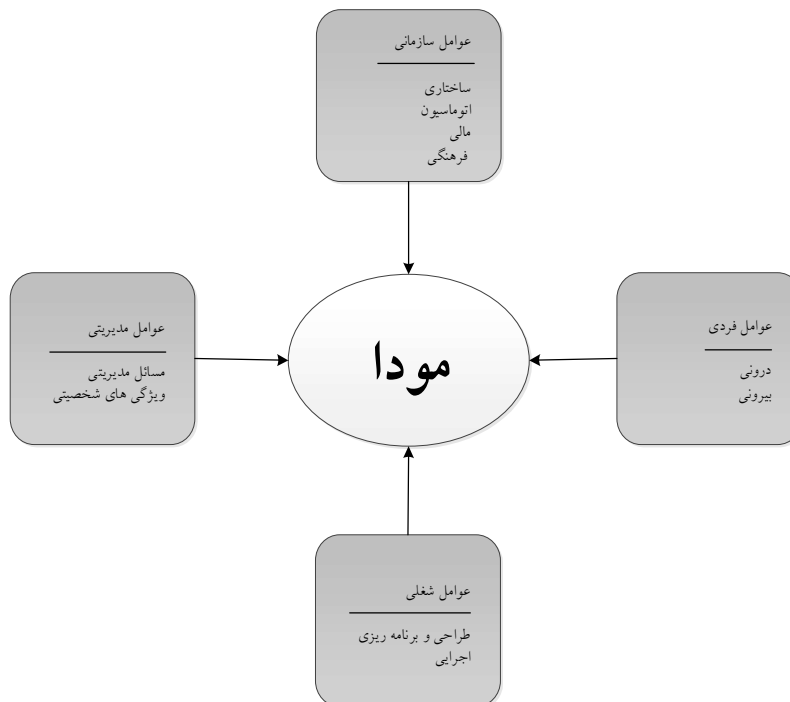 عوامل سازمانی
ساختاری
اتوماسیون
مالی
فرهنگی
عوامل فردی
درونی
بیرونی
مودا
عوامل مدیریتی
مسائل مدیریتی
ویژگی های شخصیتی
عوامل شغلی
طراحی و برنامه ریزی
اجرایی